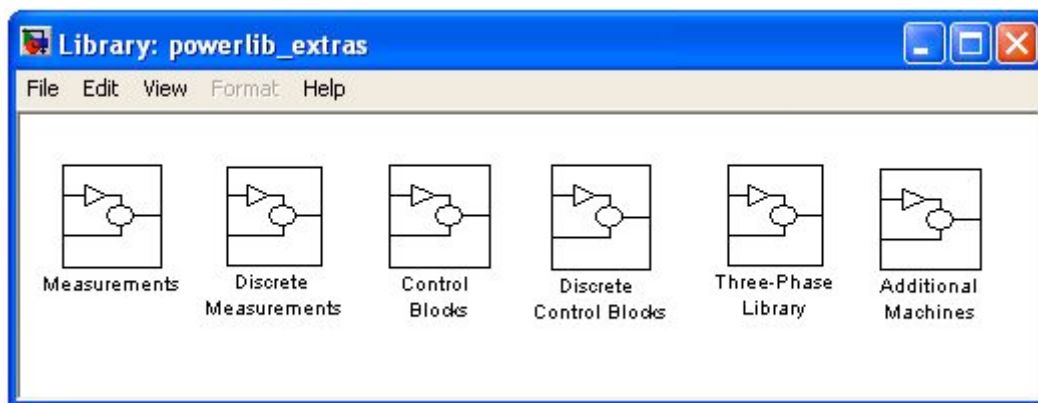 Library: powerlib_extras
File Edit View Format Help
Measurements
Discrete
Measurements
Control
Blocks
Discrete
Control Blocks
Three-Phase
Library
Additional
Machines